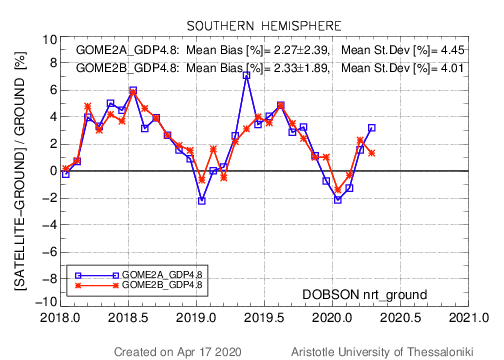 SOUTHERN HEMISPHERE
GOME2A_GDP4.8: Mean Bias [%]= 2.27±2.39, Mean St.Dev [%]= 4.45
GOME2B_GDP4.8: Mean Bias [%]= 2.33±1.89, Mean St.Dev [%]= 4.01
[SATELLITE-GROUND]/ GROUND [%]
10
8
6
4
2
0
-2
-4
-6
-8
-10
GOME2A_GDP4.8
GOME2B_GDP4.8
DOBSON nrt_ground
2018.0 2018.5 2019.0 2019.5 2020.0 2020.5 2021.0
Created on Apr 17 2020 Aristotle University of Thessaloniki